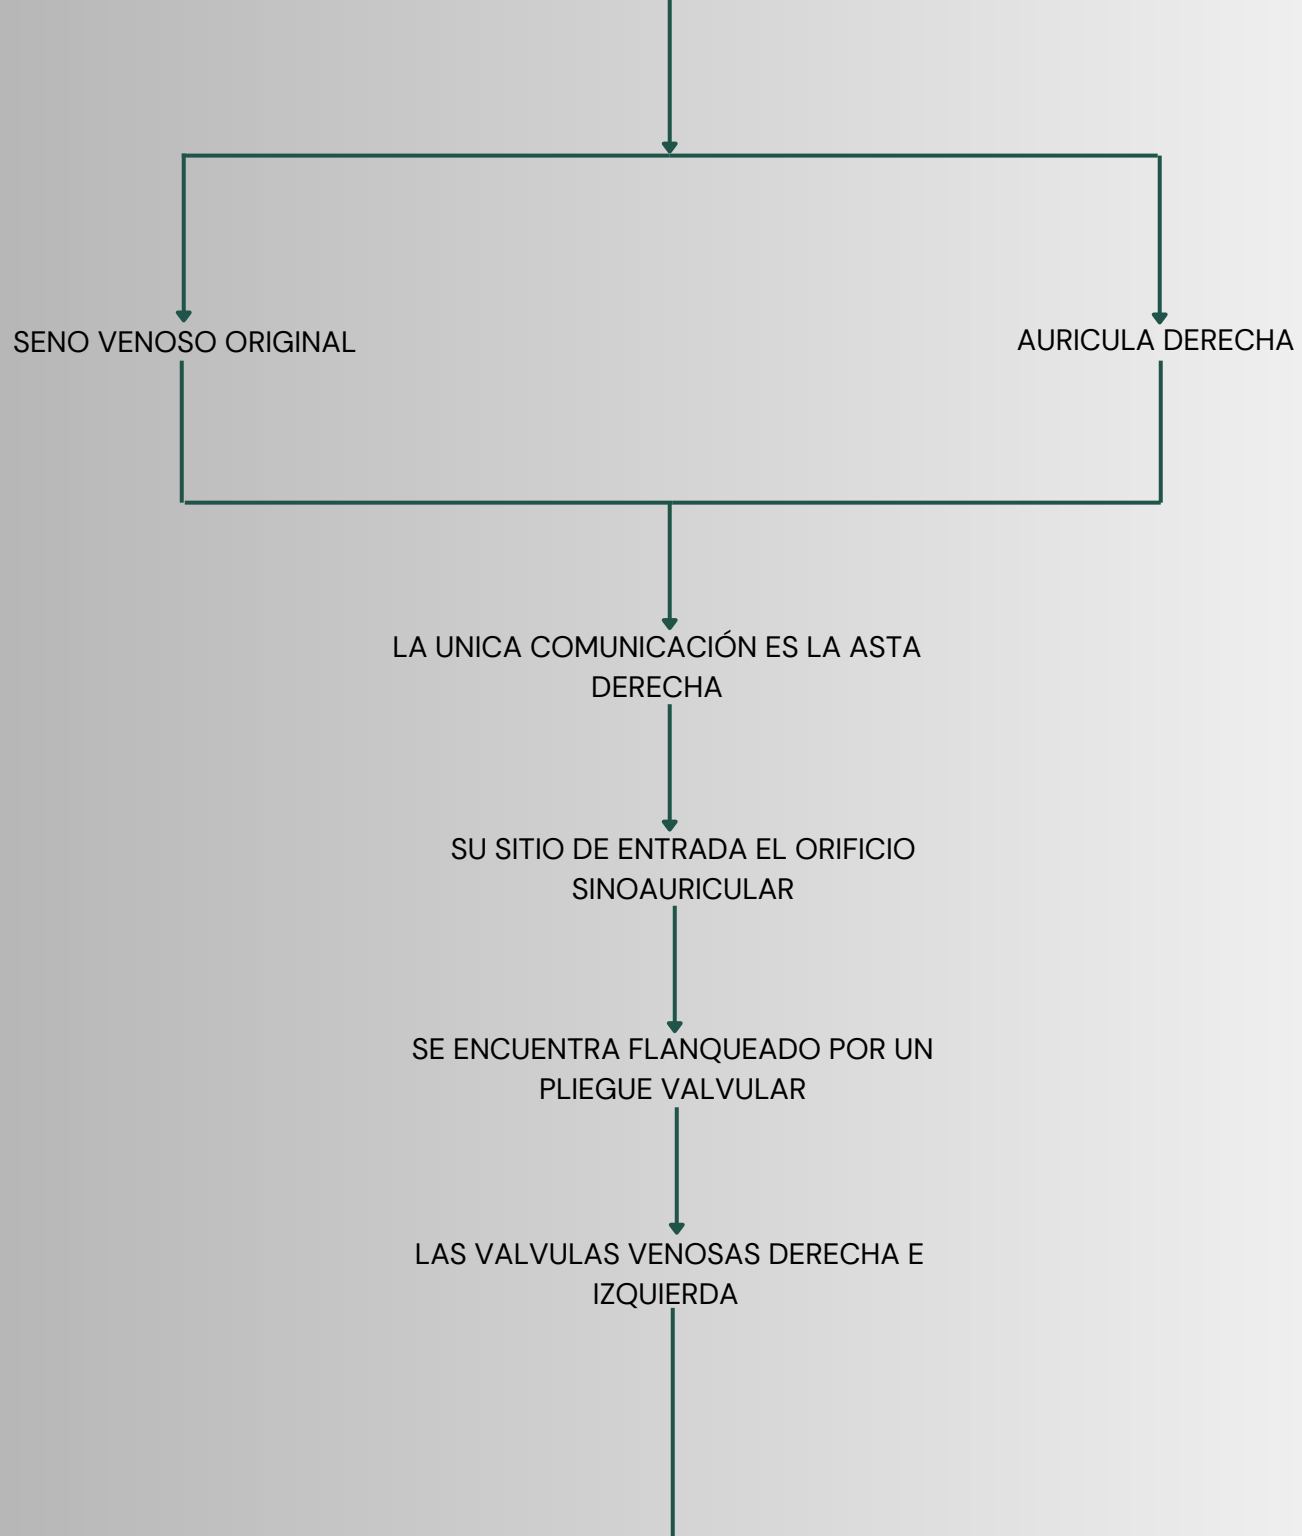 SENO VENOSO ORIGINAL
AURICULA DERECHA
LA UNICA COMUNICACIÓN ES LA ASTA
DERECHA
SU SITIO DE ENTRADA EL ORIFICIO
SINOAURICULAR
SE ENCUENTRA FLANQUEADO POR UN
PLIEGUE VALVULAR
LAS VALVULAS VENOSAS DERECHA E
IZQUIERDA